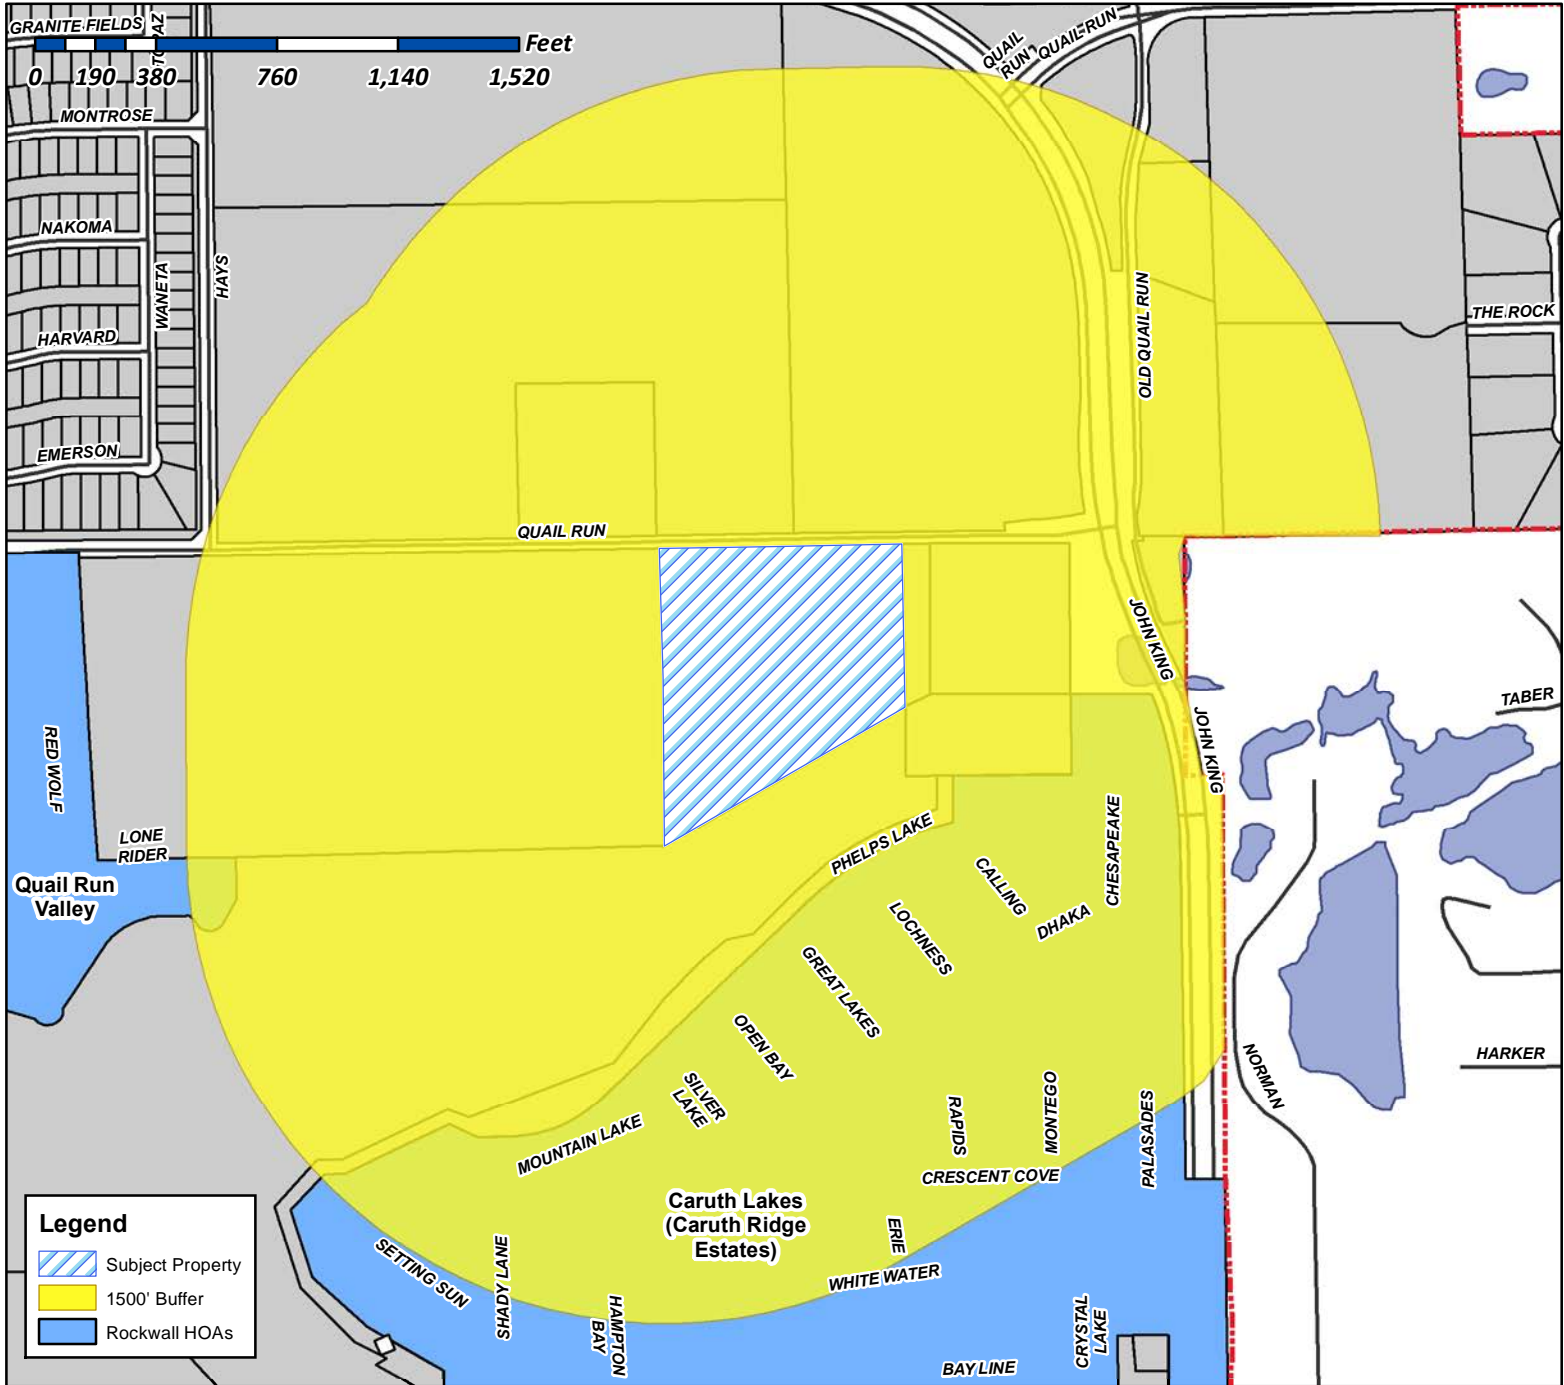 GRANITE FIELDS
TOPAZ
Feet
0 190 380 760 1,140 1,520
QUAIL
RUN
QUAIL RUN
MONTROSE
NAKOMA
WANETA
HAYS
HARVARD
EMERSON
OLD QUAIL RUN
THE ROCK
QUAIL RUN
JOHN KING
JOHN KING
TABER
RED WOLF
LONE
RIDER
Quail Run
Valley
PHELPS LAKE
CALLING
CHESAPEAKE
DHAKA
LOCHNESS
GREAT LAKES
OPEN BAY
SILVER
LAKE
MOUNTAIN LAKE
RAPIDS
MONTEGO
PALASADES
NORMAN
HARKER
CRESCENT COVE
Caruth Lakes
(Caruth Ridge
Estates)
ERIE
WHITE WATER
SETTING SUN
SHADY LANE
HAMPTON
BAY
CRYSTAL
LAKE
BAY LINE
Legend
Subject Property
1500' Buffer
Rockwall HOAs